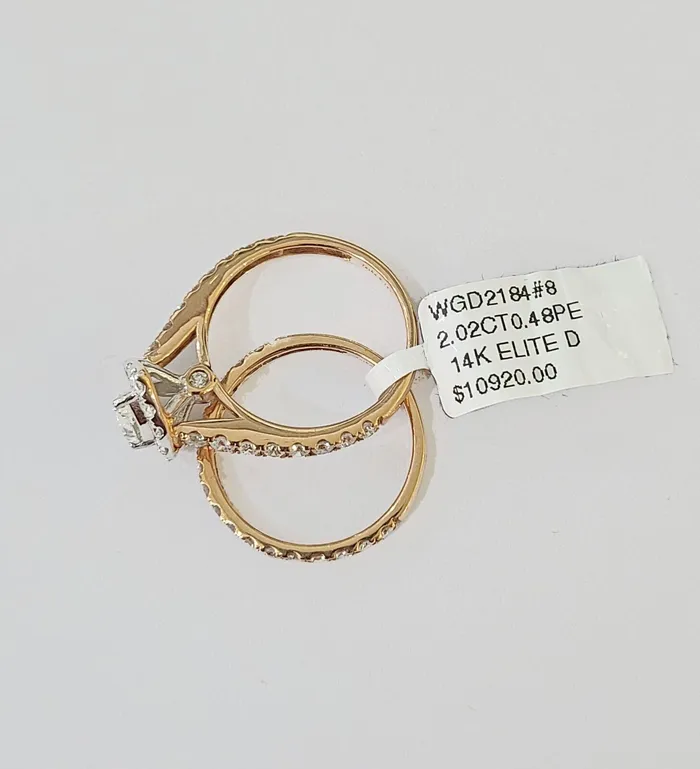 WGD2184#8
2.02CT0.48PE
14K ELITE D
$10920.00